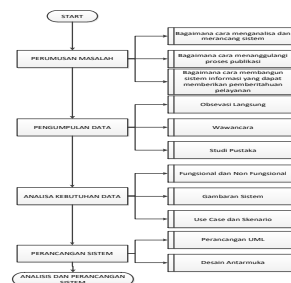 START
PERUMUSAN MASALAH
Bagaimana cara menganalisa dan
merancang sistem
Bagaimana cara menanggulangi
proses publikasi
Bagaimana cara membangun
sistem informasi yang dapat
memberikan pemberitahuan
pelayanan
PENGUMPULAN DATA
Obsevasi Langsung
Wawancara
Studi Pustaka
ANALISA KEBUTUHAN DATA
Fungsional dan Non Fungsional
Gambaran Sistem
Use Case dan Skenario
PERANCANGAN SISTEM
Perancangan UML
Desain Antarmuka
ANALISIS DAN PERANCANGAN
SISTEM